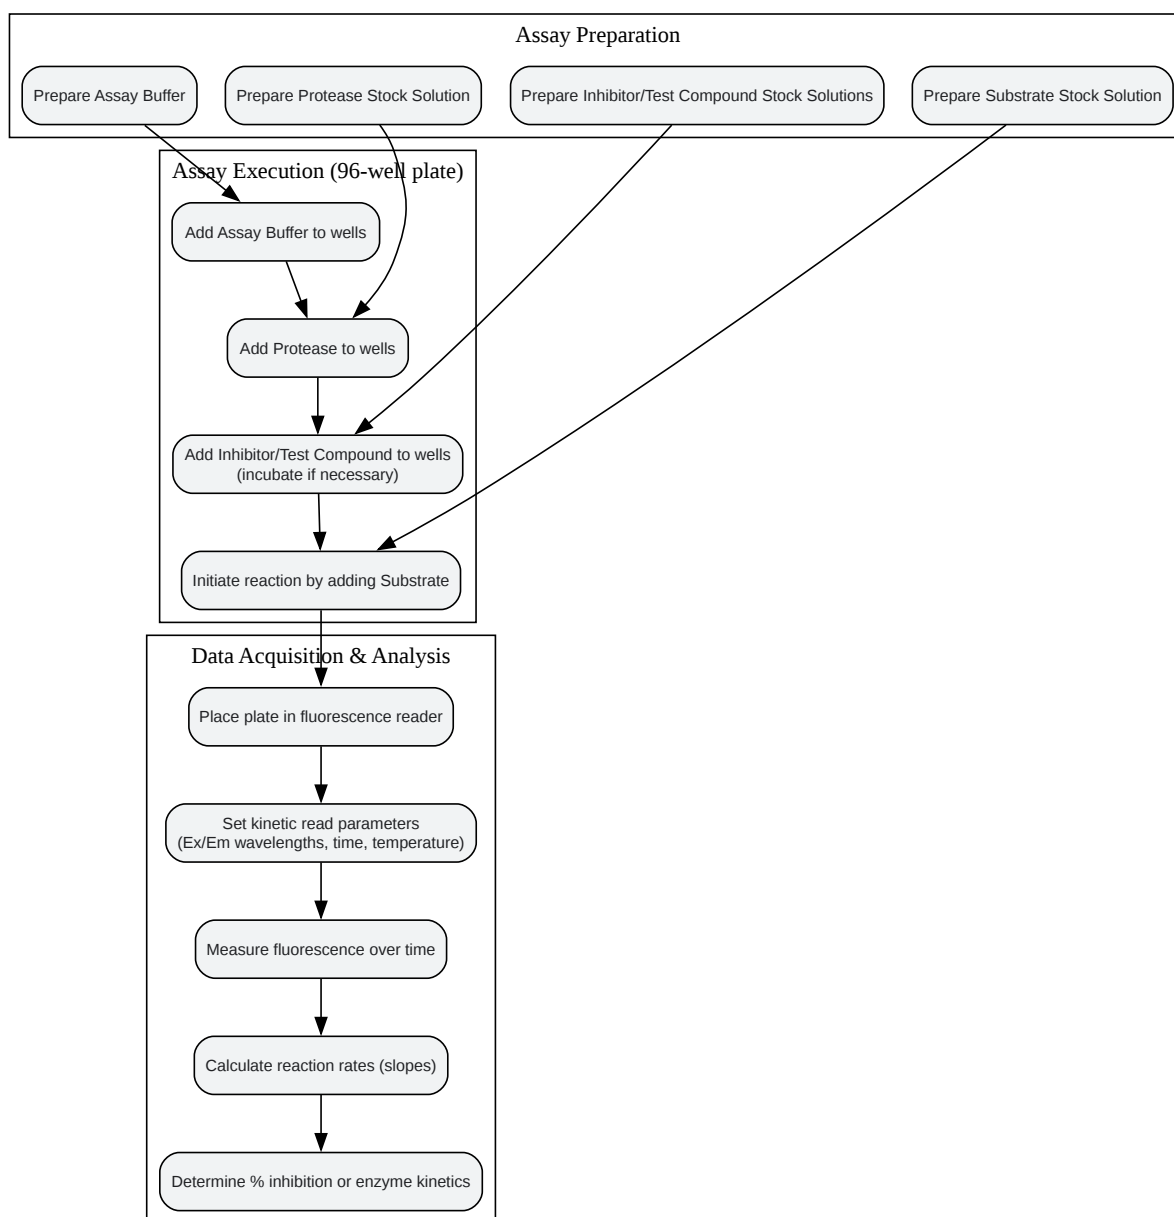 Assay Preparation
Prepare Assay Buffer
Prepare Protease Stock Solution
Prepare Inhibitor/Test Compound Stock Solutions
Prepare Substrate Stock Solution
Assay Execution (96-well plate)
Add Assay Buffer to wells
Add Protease to wells
Add Inhibitor/Test Compound to wells
(incubate if necessary)
Initiate reaction by adding Substrate
Data Acquisition & Analysis
Place plate in fluorescence reader
Set kinetic read parameters
(Ex/Em wavelengths, time, temperature)
Measure fluorescence over time
Calculate reaction rates (slopes)
Determine % inhibition or enzyme kinetics